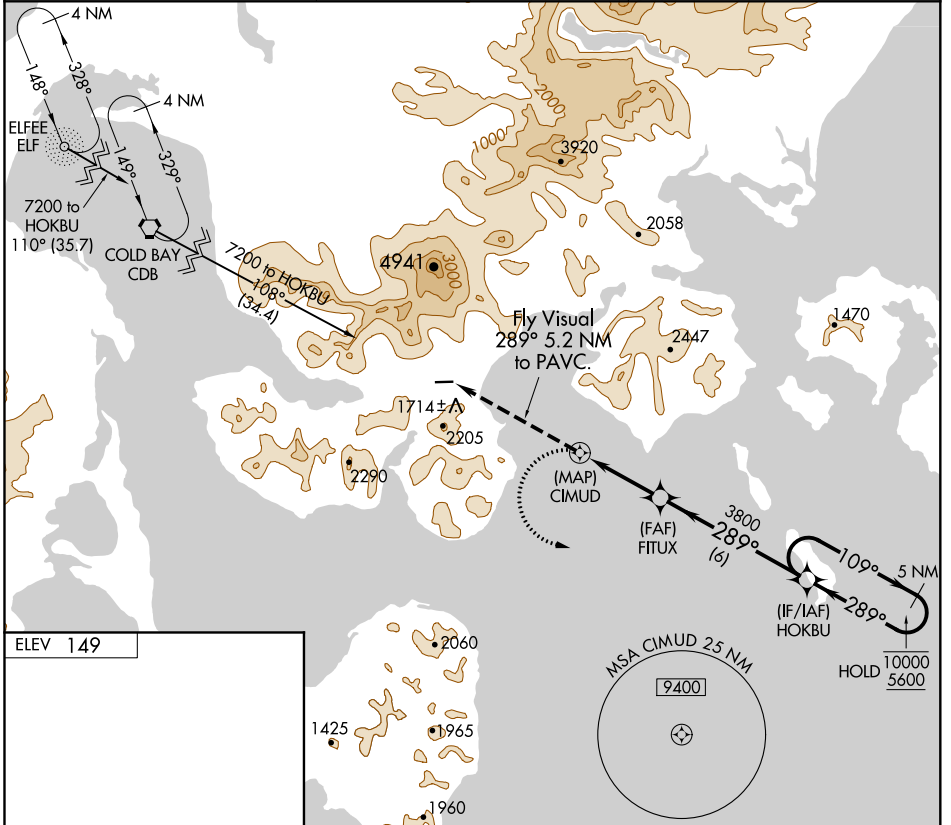 4 NM
148°
328°
4 NM
ELFEE
ELF
149°
329°
7200 to
HOKBU
110° (35.7)
COLD BAY
CDB
7200 to HOKBU
108°
(34.4)
2000
1000
3920
2058
4941
3000
Fly Visual
289° 5.2 NM
to PAVC.
2447
1470
1714±
2205
2290
(MAP)
CIMUD
(FAF)
FITUX
3800
289°
(6)
109°
5 NM
289°
(IF/IAF)
HOKBU
HOLD
10000
5600
ELEV 149
2060
1425
1965
1960
MSA CIMUD 25 NM
9400